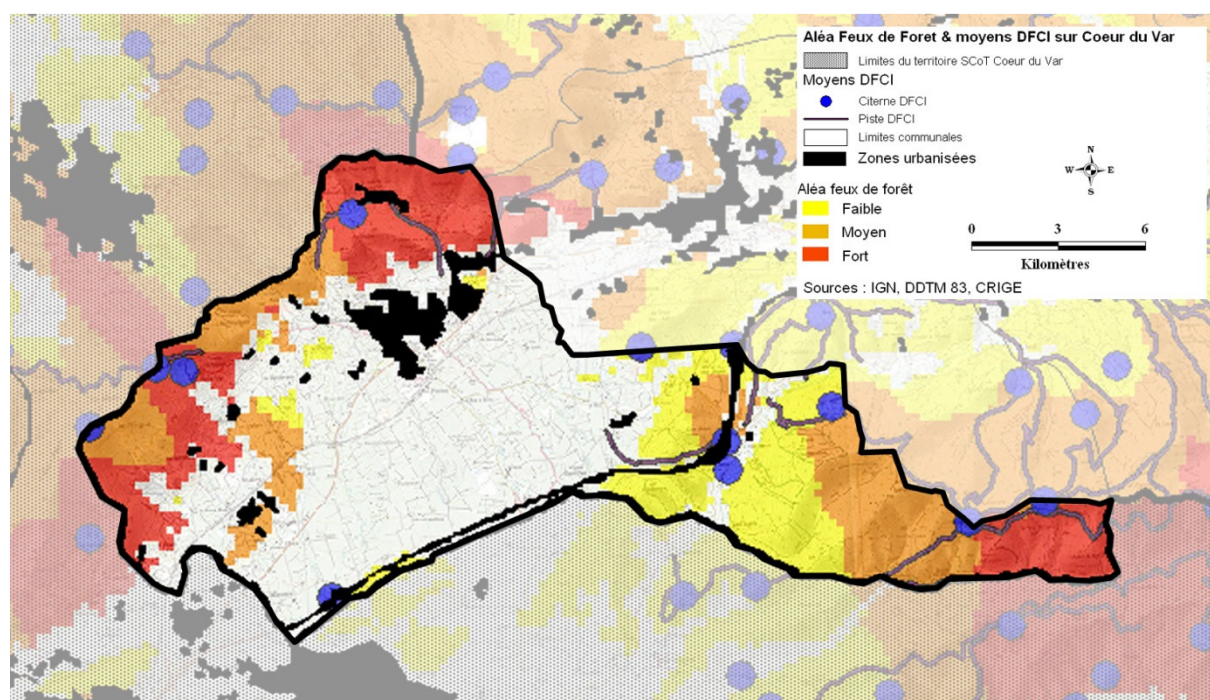 Aléa Feux de Foret & moyens DFCI sur Coeur du Var
Limites du territoire SCoT Coeur du Var
Moyens DFCI
Citerne DFCI
Piste DFCI
Limites communales
Zones urbanisées
N
W E
S
Aléa feux de forêt
Faible
Moyen
Fort
0 3 6
Kilomètres
Sources : IGN, DDTM 83, CRIGE